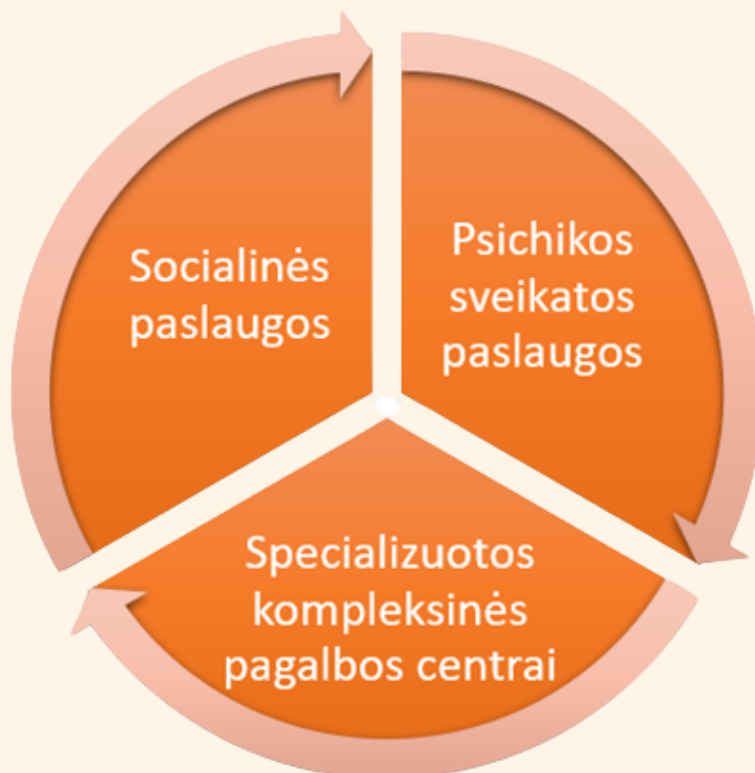 Socialinės
paslaugos
Psichikos
sveikatos
paslaugos
Specializuotos
kompleksinės
pagalbos centrai